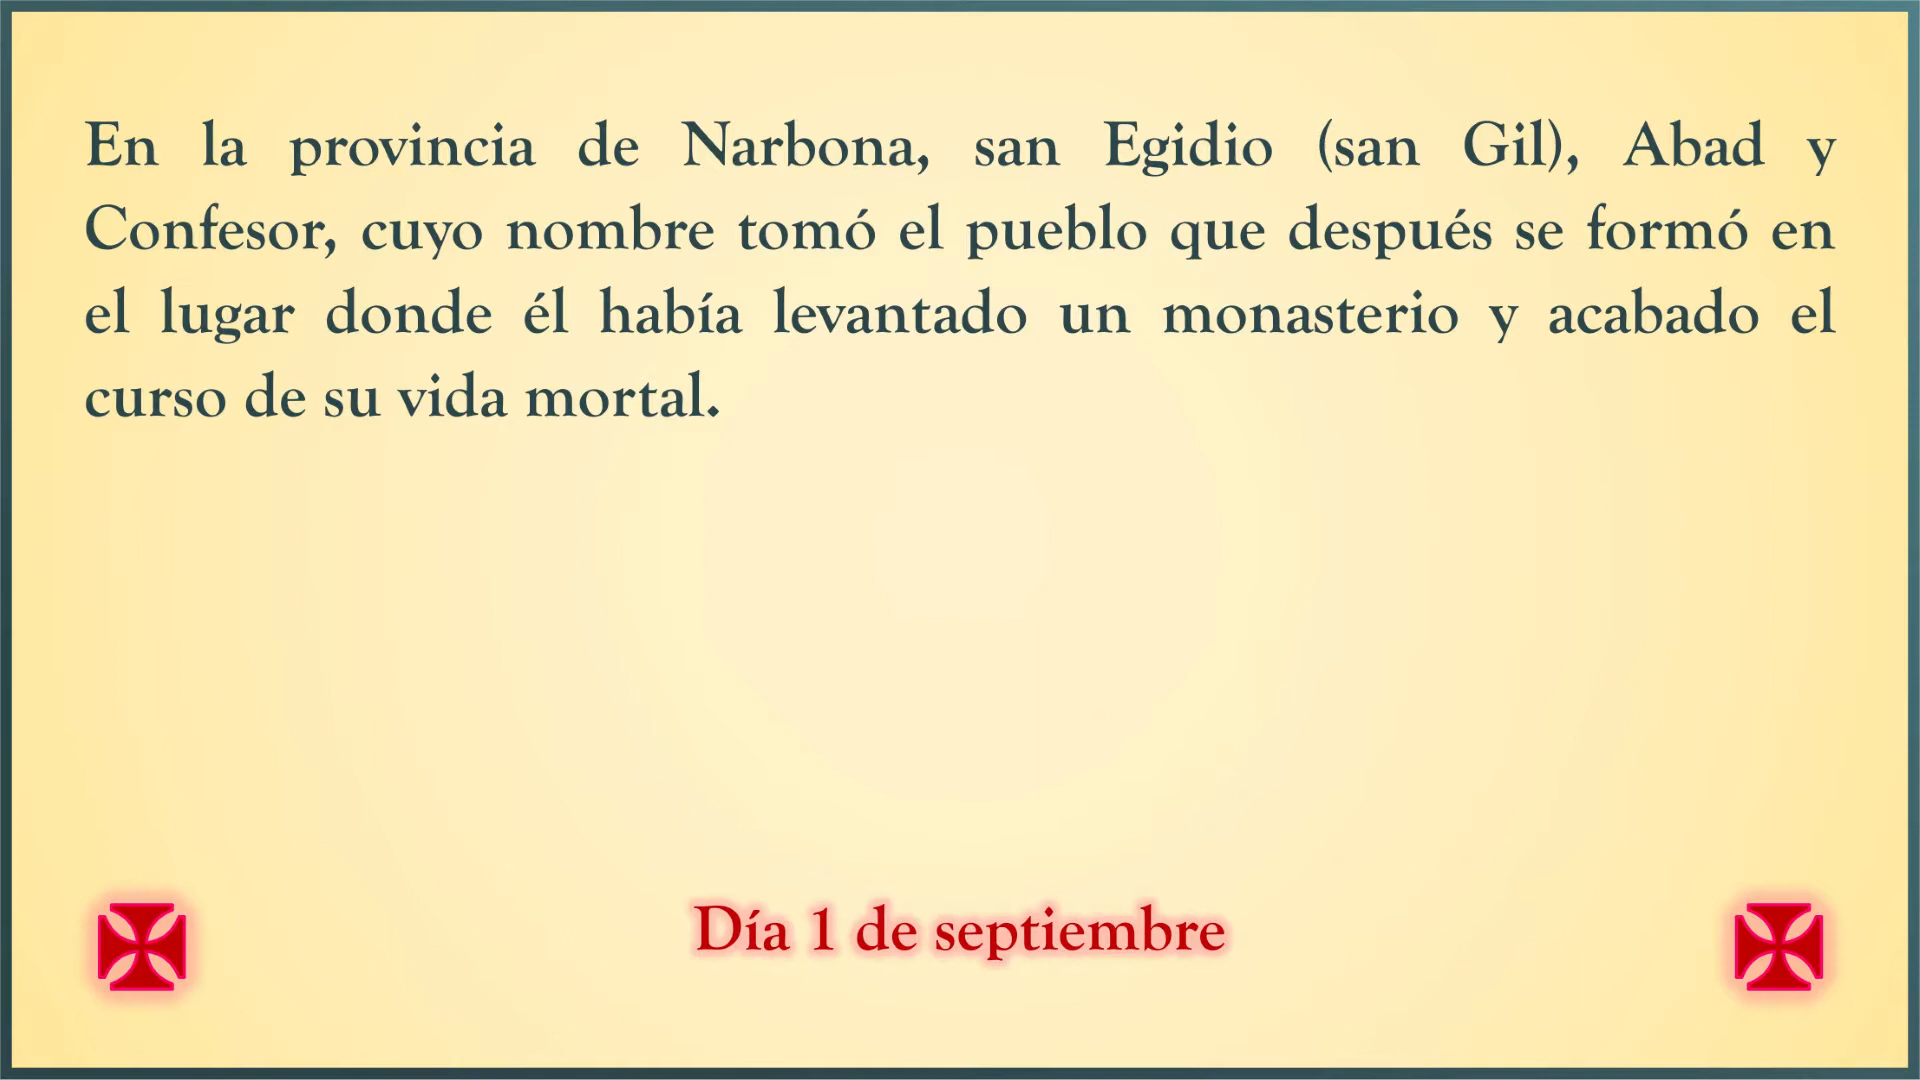 En la provincia de Narbona, san Egidio (san Gil), Abad y
Confesor, cuyo nombre tomó el pueblo que después se formó en
el lugar donde él había levantado un monasterio y acabado el
curso de su vida mortal.
Día 1 de septiembre